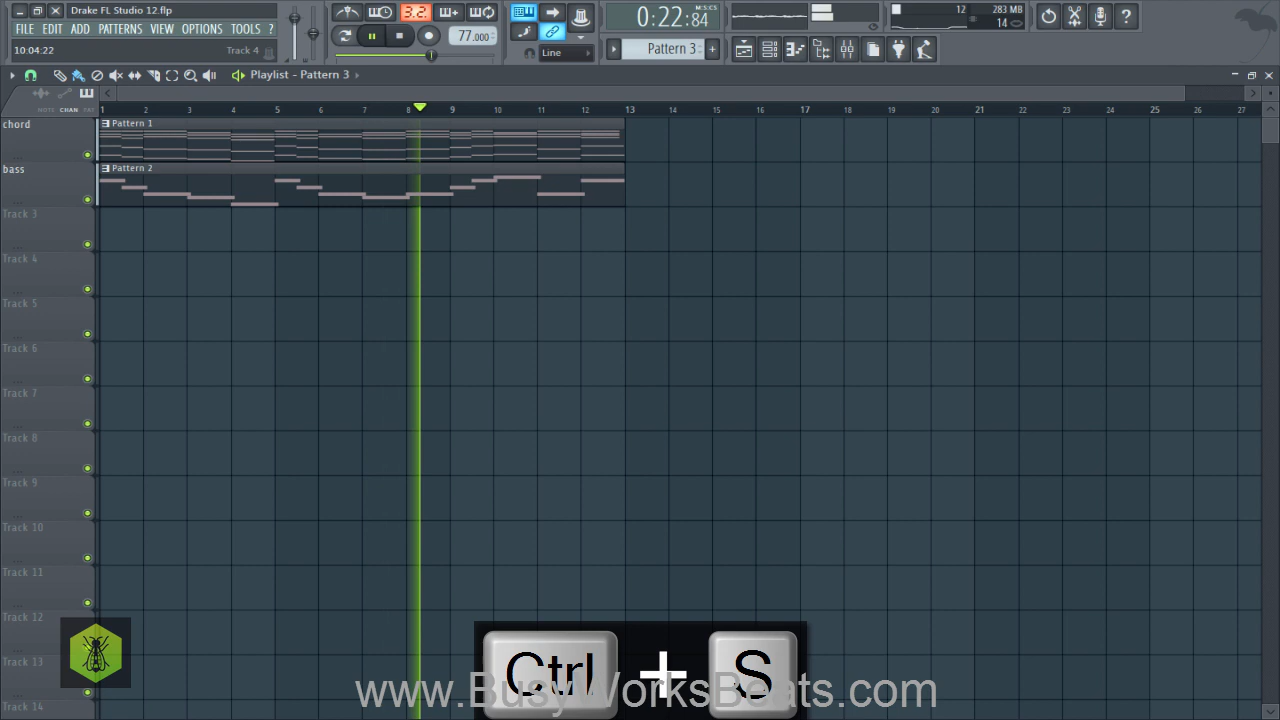 Drake FL Studio 12.flp
FILE EDIT ADD PATTERNS VIEW OPTIONS TOOLS ?
10:04:22 Track 4
3.2.
77.000
Line
0:22:84
M:S:CS
Pattern 3
12 283 MB
14
Playlist - Pattern 3
NOTE CHAN PAT
1 2 3 4 5 6 7 8 9 10 11 12 13 14 15 16 17 18 19 20 21 22 23 24 25 26 27
chord
Pattern 1
bass
Pattern 2
Track 3
Track 4
Track 5
Track 6
Track 7
Track 8
Track 9
Track 10
Track 11
Track 12
Track 13
Track 14
Ctrl + S
www.BusyWorksBeats.com